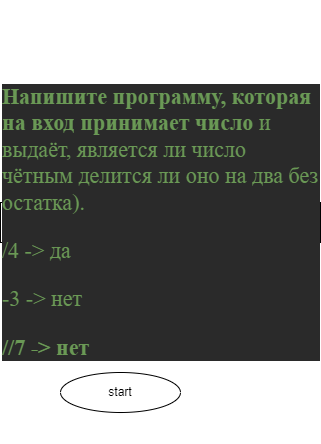 Напишите программу, которая
на вход принимает число и
выдаёт, является ли число
чётным делится ли оно на два без
остатка).
/4 -> да
-3 -> нет
//7 -> нет
start